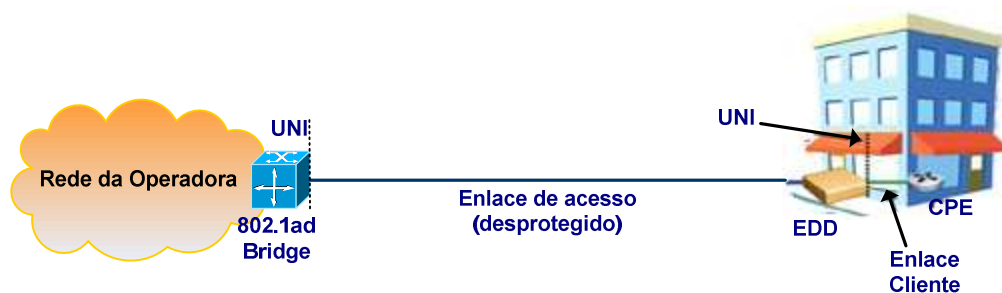 UNI
Rede da Operadora
802.1ad
Bridge
Enlace de acesso
(desprotegido)
UNI
EDD
CPE
Enlace
Cliente